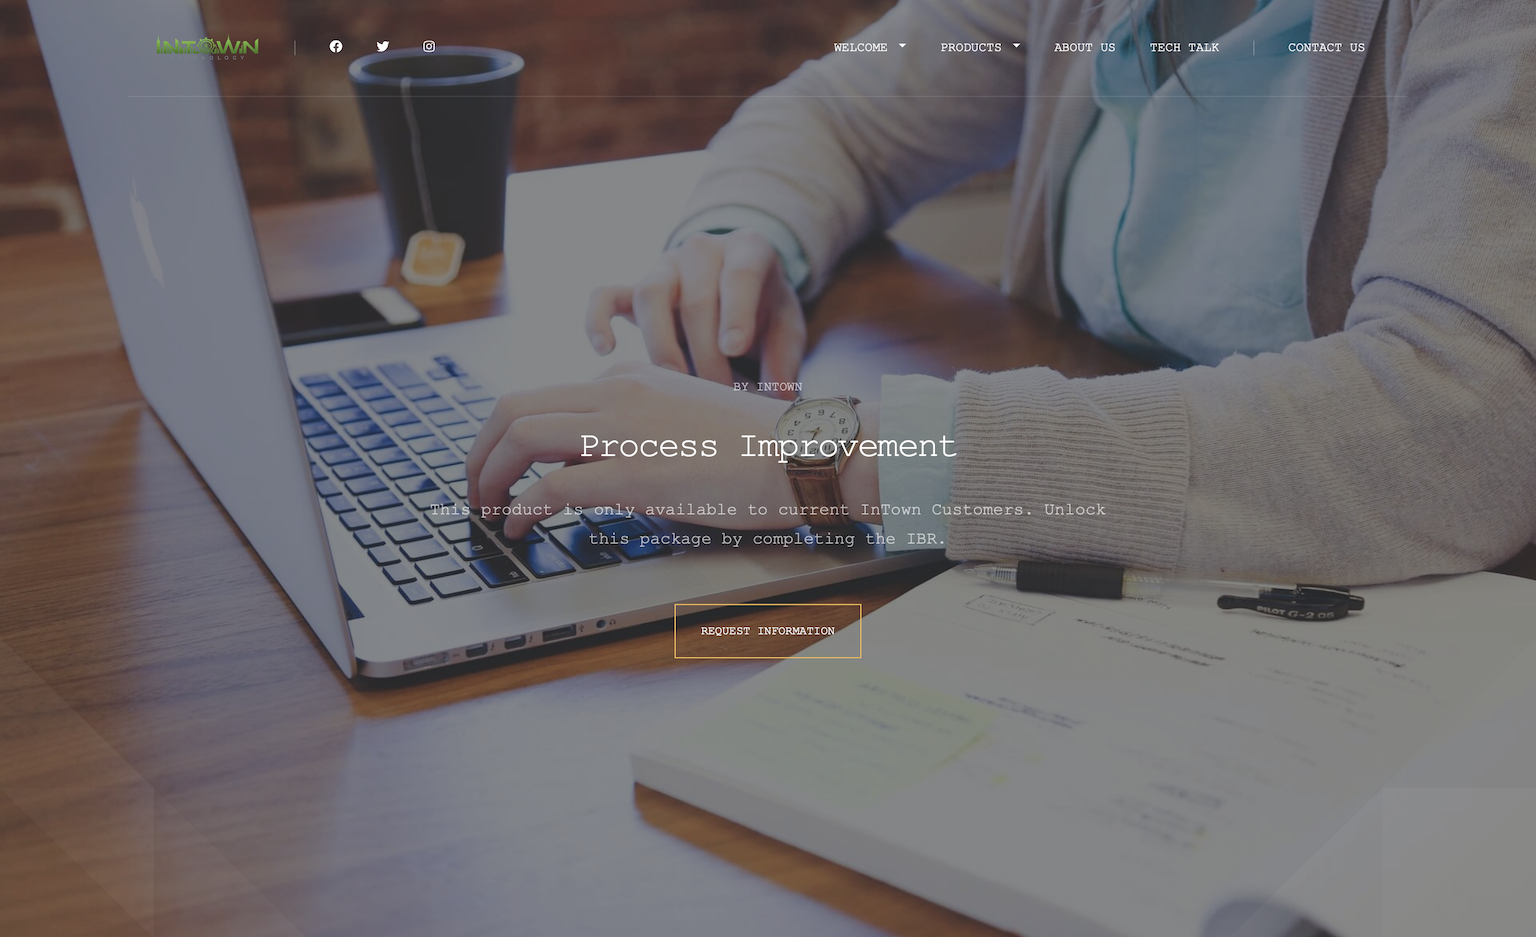 INTOWN
TECHNOLOGY
WELCOME
PRODUCTS
ABOUT US
TECH TALK
CONTACT US
BY INTOWN
Process Improvement
This product is only available to current InTown Customers. Unlock
this package by completing the IBR.
REQUEST INFORMATION
PILOT G-2 05